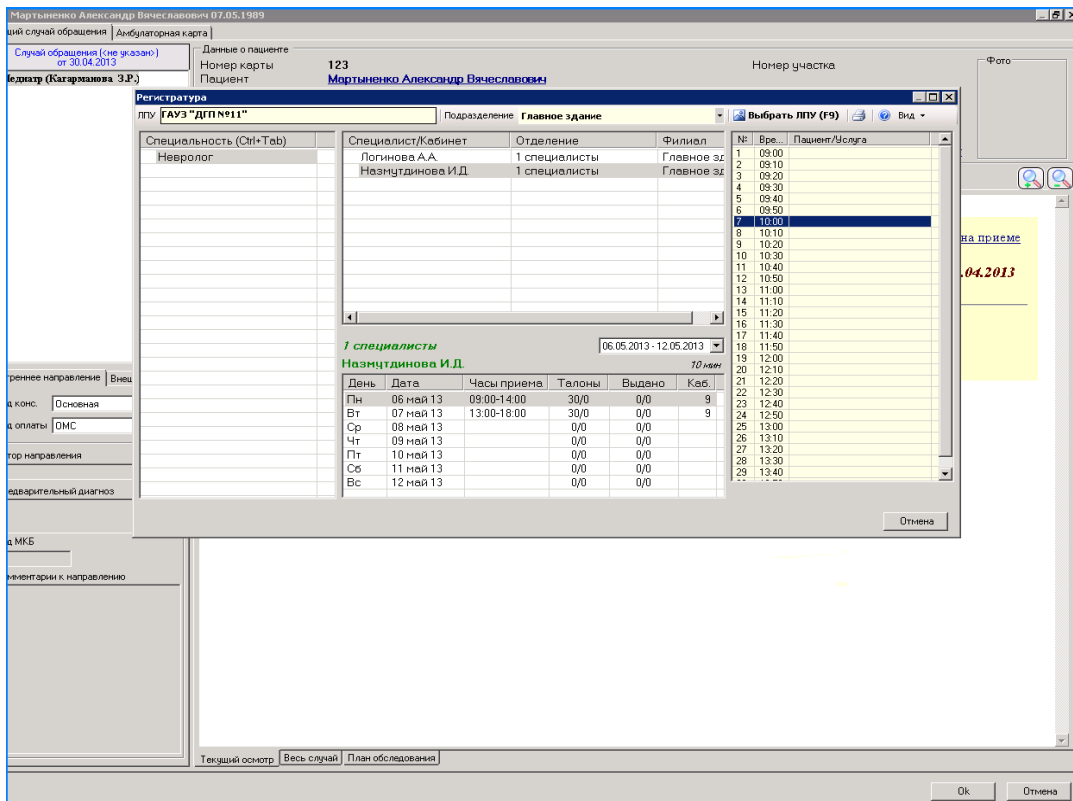 Мартыненко Александр Вячеславович 07.05.1989
ций случай обращения Амбулаторная карта
Случай обращения (<не указан>)
от 30.04.2013
Педиатр (Кагарманова З.Р.)
Данные о пациенте
Номер карты 123 Номер участка Фото
Пациент Мартыненко Александр Вячеславович
Регистратура
ЛПУ ГАУЗ "ДГП №11" Подразделение Главное здание Выбрать ЛПУ (F9) Вид
Специальность (Ctrl+Tab)
Невролог
Специалист/Кабинет Отделение Филиал
Логинова А.А. 1 специалисты Главное зд
Назмутдинова И.Д. 1 специалисты Главное зд
1 специалисты 06.05.2013 - 12.05.2013
Назмутдинова И.Д. 10 мин
День Дата Часы приема Талоны Выдано Каб.
Пн 06 май 13 09:00-14:00 30/0 0/0 9
Вт 07 май 13 13:00-18:00 30/0 0/0 9
Ср 08 май 13 0/0 0/0
Чт 09 май 13 0/0 0/0
Пт 10 май 13 0/0 0/0
Сб 11 май 13 0/0 0/0
Вс 12 май 13 0/0 0/0
№ Вре... Пациент/Услуга
1 09:00
2 09:10
3 09:20
4 09:30
5 09:40
6 09:50
7 10:00
8 10:10
9 10:20
10 10:30
11 10:40
12 10:50
13 11:00
14 11:10
15 11:20
16 11:30
17 11:40
18 11:50
19 12:00
20 12:10
21 12:20
22 12:30
23 12:40
24 12:50
25 13:00
26 13:10
27 13:20
28 13:30
29 13:40
Отмена
на приеме
.04.2013
треннее направление Внеш
д конс. Основная
д оплаты ОМС
тор направления
едварительный диагноз
д МКБ
мментарии к направлению
Текущий осмотр Весь случай План обследования
Ok Отмена